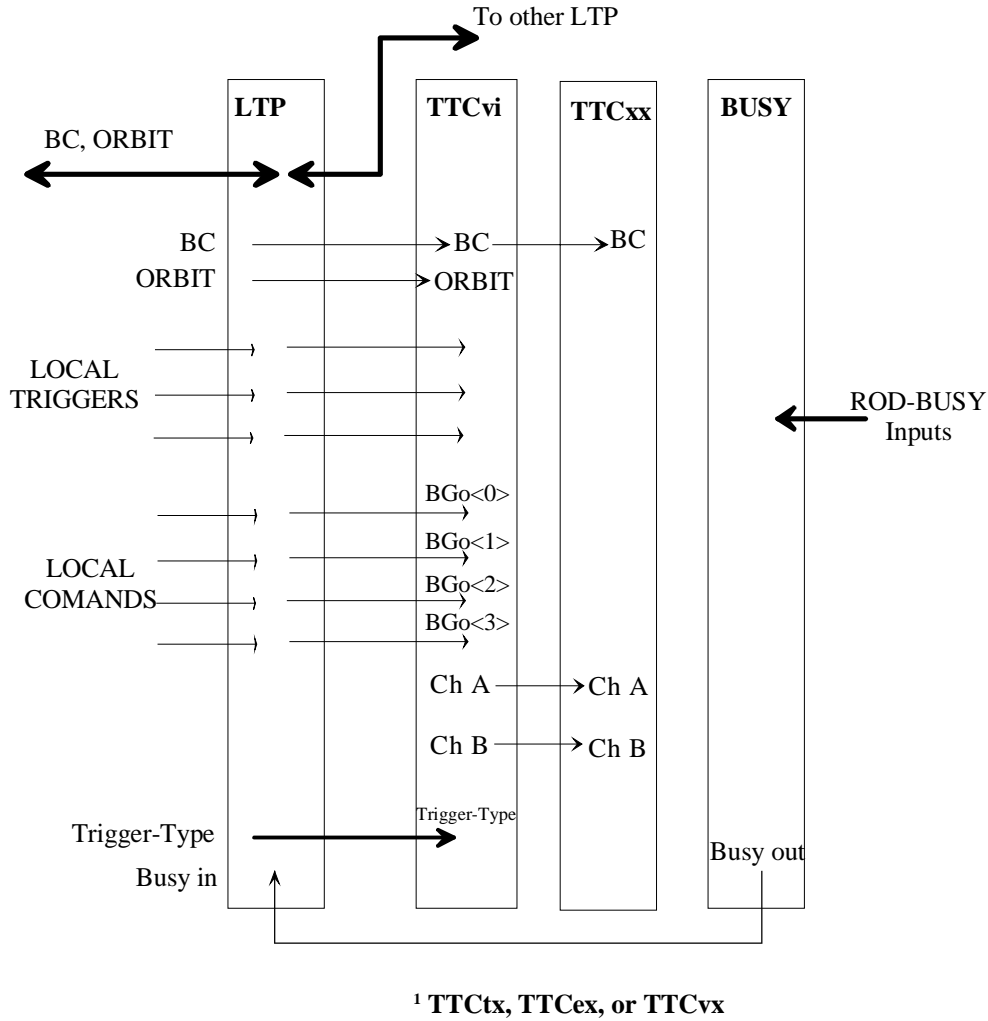 To other LTP
LTP
TTCvi
TTCxx
BUSY
BC, ORBIT
BC
BC
BC
ORBIT
ORBIT
LOCAL
TRIGGERS
ROD-BUSY
Inputs
BGo<0>
BGo<1>
LOCAL
COMANDS
BGo<2>
BGo<3>
Ch A
Ch A
Ch B
Ch B
Trigger-Type
Trigger-Type
Busy out
Busy in
¹ TTCtx, TTCex, or TTCvx